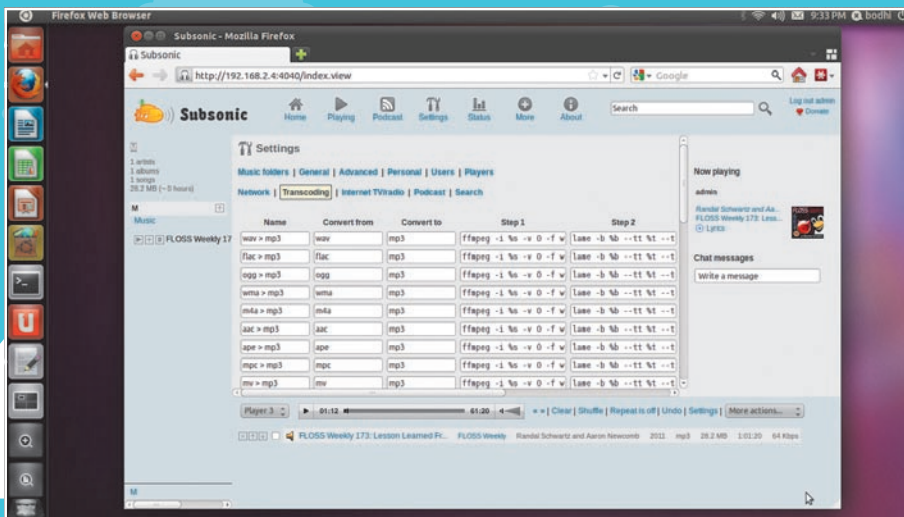 Firefox Web Browser
9:33 PM bodhi
Subsonic - Mozilla Firefox
Subsonic
http://192.168.2.4:4040/index.view
Google
Subsonic
Home Playing Podcast Settings Status More About
Search
Log out admin
Donate
1 artists
1 albums
1 songs
28.2 MB (~0 hours)
M
Music
FLOSS Weekly 17
Settings
Music folders | General | Advanced | Personal | Users | Players
Network | Transcoding | Internet TV/radio | Podcast | Search
Name Convert from Convert to Step 1 Step 2
wav > mp3 wav mp3 ffmpeg -i %s -v 0 -f w lame -b %b --tt %t --t
flac > mp3 flac mp3 ffmpeg -i %s -v 0 -f w lame -b %b --tt %t --t
ogg > mp3 ogg mp3 ffmpeg -i %s -v 0 -f w lame -b %b --tt %t --t
wma > mp3 wma mp3 ffmpeg -i %s -v 0 -f w lame -b %b --tt %t --t
m4a > mp3 m4a mp3 ffmpeg -i %s -v 0 -f w lame -b %b --tt %t --t
aac > mp3 aac mp3 ffmpeg -i %s -v 0 -f w lame -b %b --tt %t --t
ape > mp3 ape mp3 ffmpeg -i %s -v 0 -f w lame -b %b --tt %t --t
mpc > mp3 mpc mp3 ffmpeg -i %s -v 0 -f w lame -b %b --tt %t --t
mv > mp3 mv mp3 ffmpeg -i %s -v 0 -f w lame -b %b --tt %t --t
Now playing
admin
Randal Schwartz and Aa...
FLOSS Weekly 173: Less...
Lyrics
Chat messages
Write a message
Player 3 01:12 61:20 « » | Clear | Shuffle | Repeat is off | Undo | Settings | More actions...
FLOSS Weekly 173: Lesson Learned Fr... FLOSS Weekly Randal Schwartz and Aaron Newcomb 2011 mp3 28.2 MB 1:01:20 64 Kbps
M